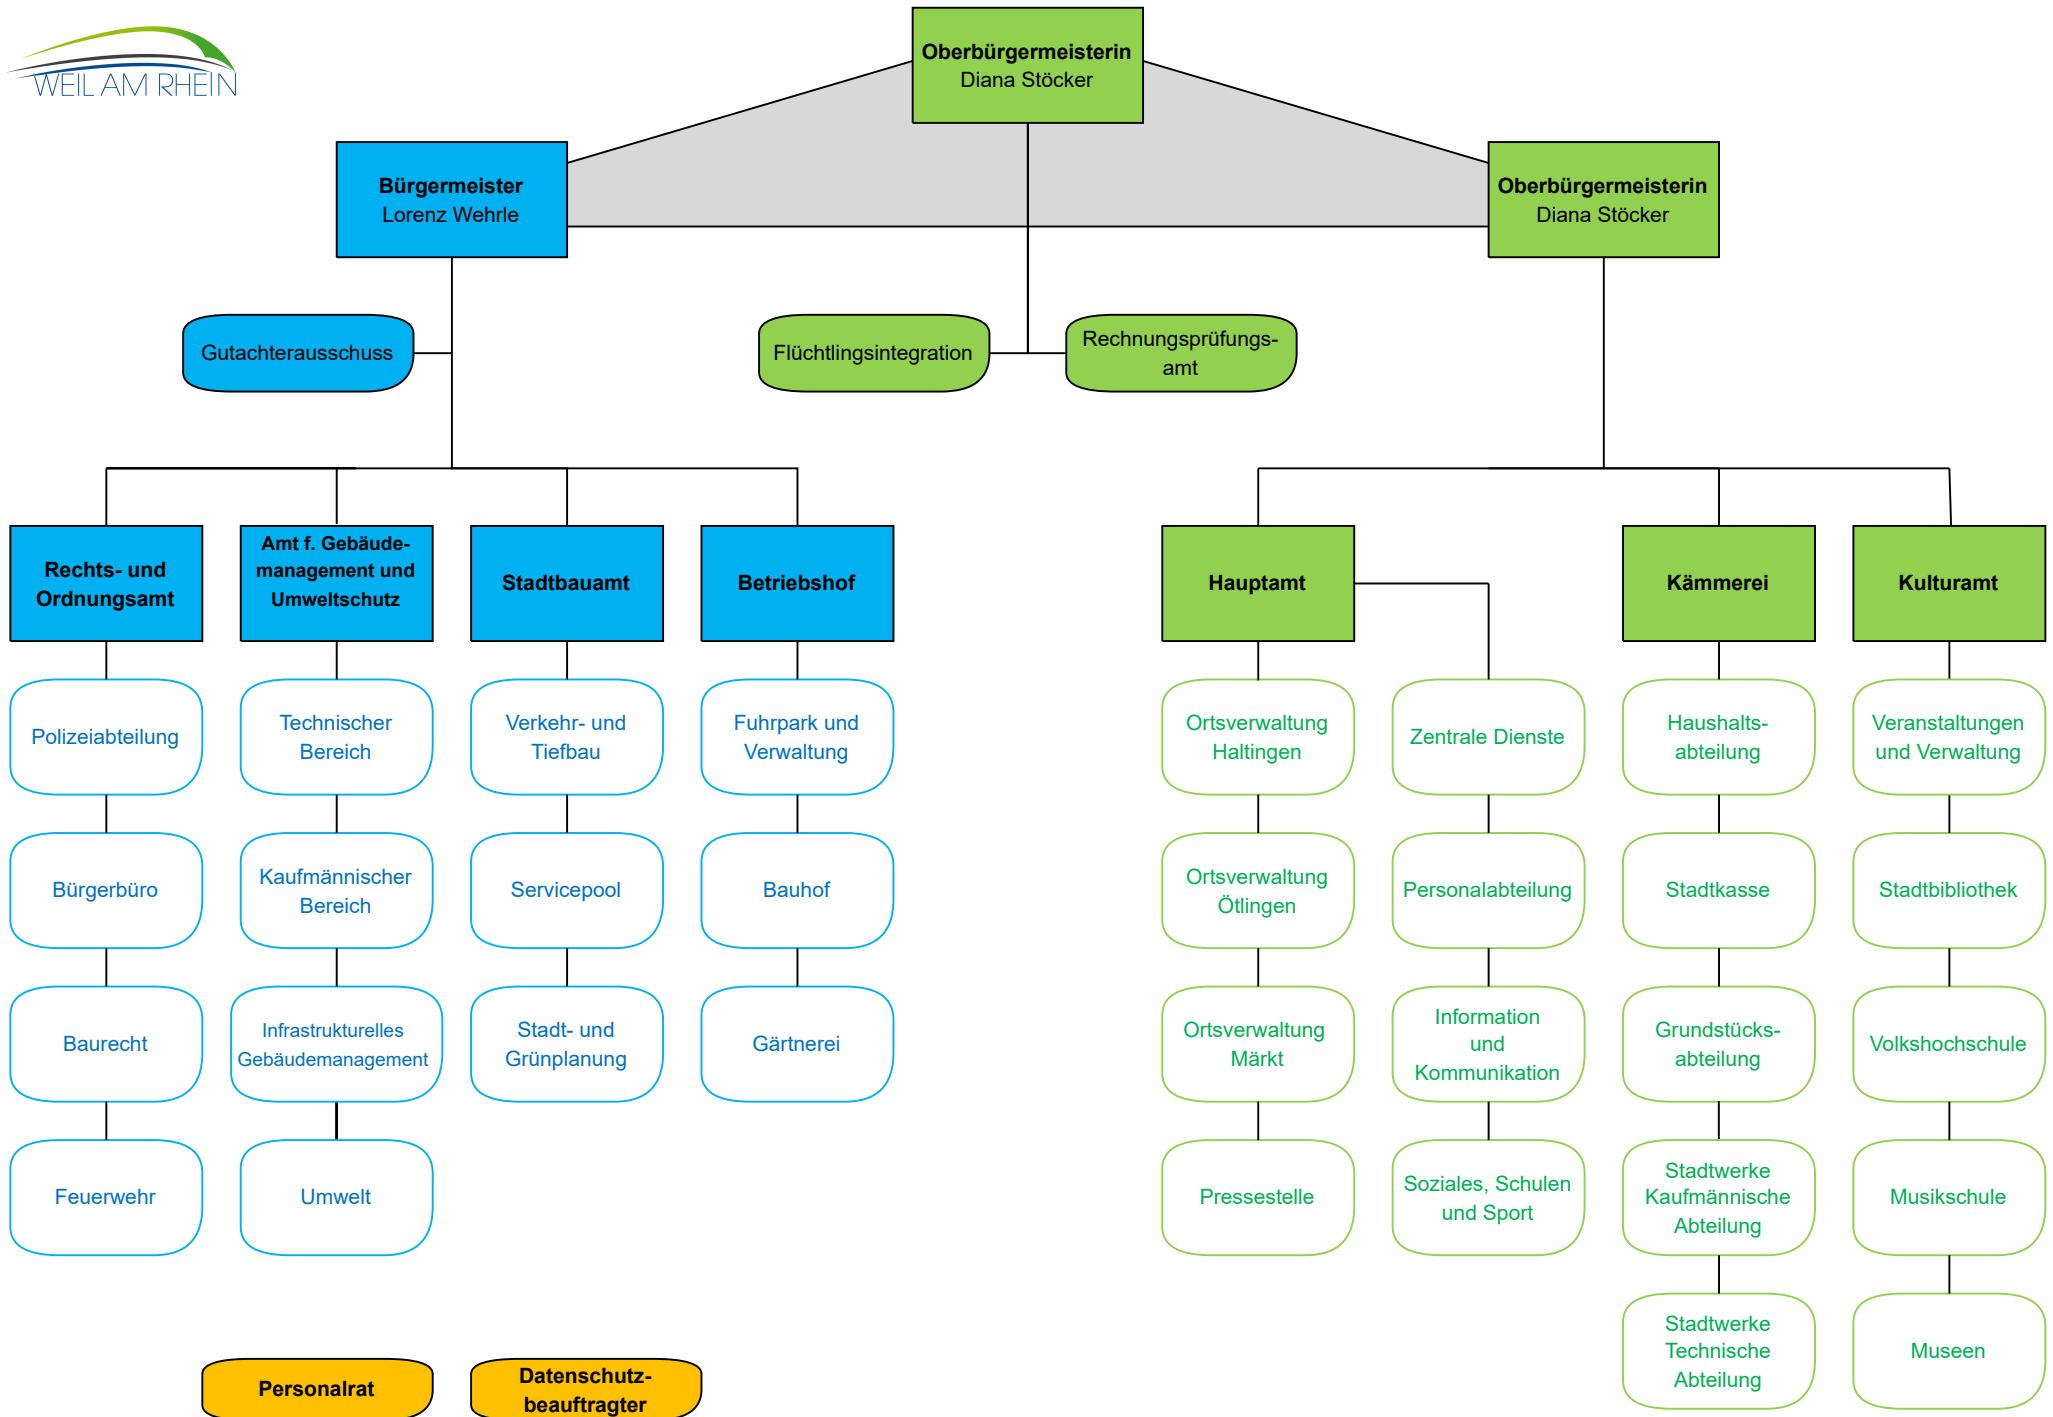 WEIL AM RHEIN
Oberbürgermeisterin
Diana Stöcker
Bürgermeister
Lorenz Wehrle
Oberbürgermeisterin
Diana Stöcker
Gutachterausschuss
Flüchtlingsintegration
Rechnungsprüfungs-
amt
Rechts- und
Ordnungsamt
Amt f. Gebäude-
management und
Umweltschutz
Stadtbauamt
Betriebshof
Hauptamt
Kämmerei
Kulturamt
Polizeiabteilung
Technischer
Bereich
Verkehr- und
Tiefbau
Fuhrpark und
Verwaltung
Ortsverwaltung
Haltingen
Zentrale Dienste
Haushalts-
abteilung
Veranstaltungen
und Verwaltung
Bürgerbüro
Kaufmännischer
Bereich
Servicepool
Bauhof
Ortsverwaltung
Ötlingen
Personalabteilung
Stadtkasse
Stadtbibliothek
Baurecht
Infrastrukturelles
Gebäudemanagement
Stadt- und
Grünplanung
Gärtnerei
Ortsverwaltung
Märkt
Information
und
Kommunikation
Grundstücks-
abteilung
Volkshochschule
Feuerwehr
Umwelt
Pressestelle
Soziales, Schulen
und Sport
Stadtwerke
Kaufmännische
Abteilung
Musikschule
Stadtwerke
Technische
Abteilung
Museen
Personalrat
Datenschutz-
beauftragter